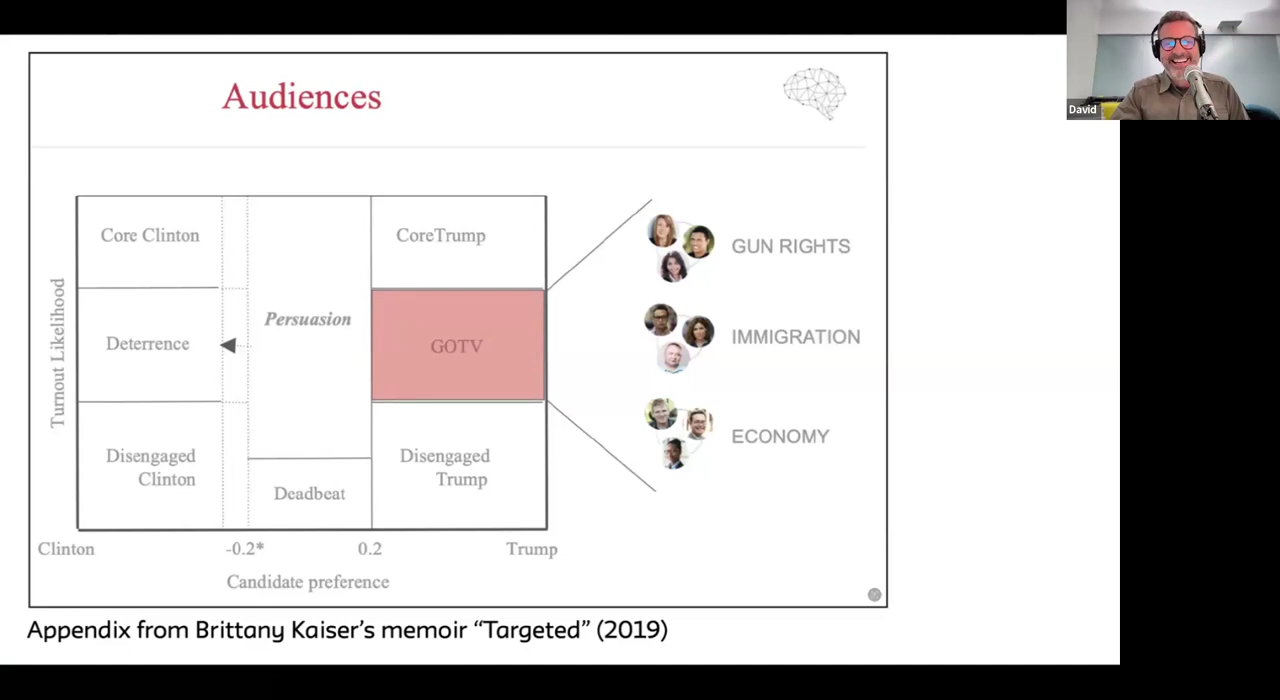 David
Audiences
Core Clinton
CoreTrump
GUN RIGHTS
Persuasion
Turnout Likelihood
Deterrence
GOTV
IMMIGRATION
ECONOMY
Disengaged
Clinton
Disengaged
Trump
Deadbeat
Clinton
-0.2*
0.2
Trump
Candidate preference
Appendix from Brittany Kaiser’s memoir “Targeted” (2019)